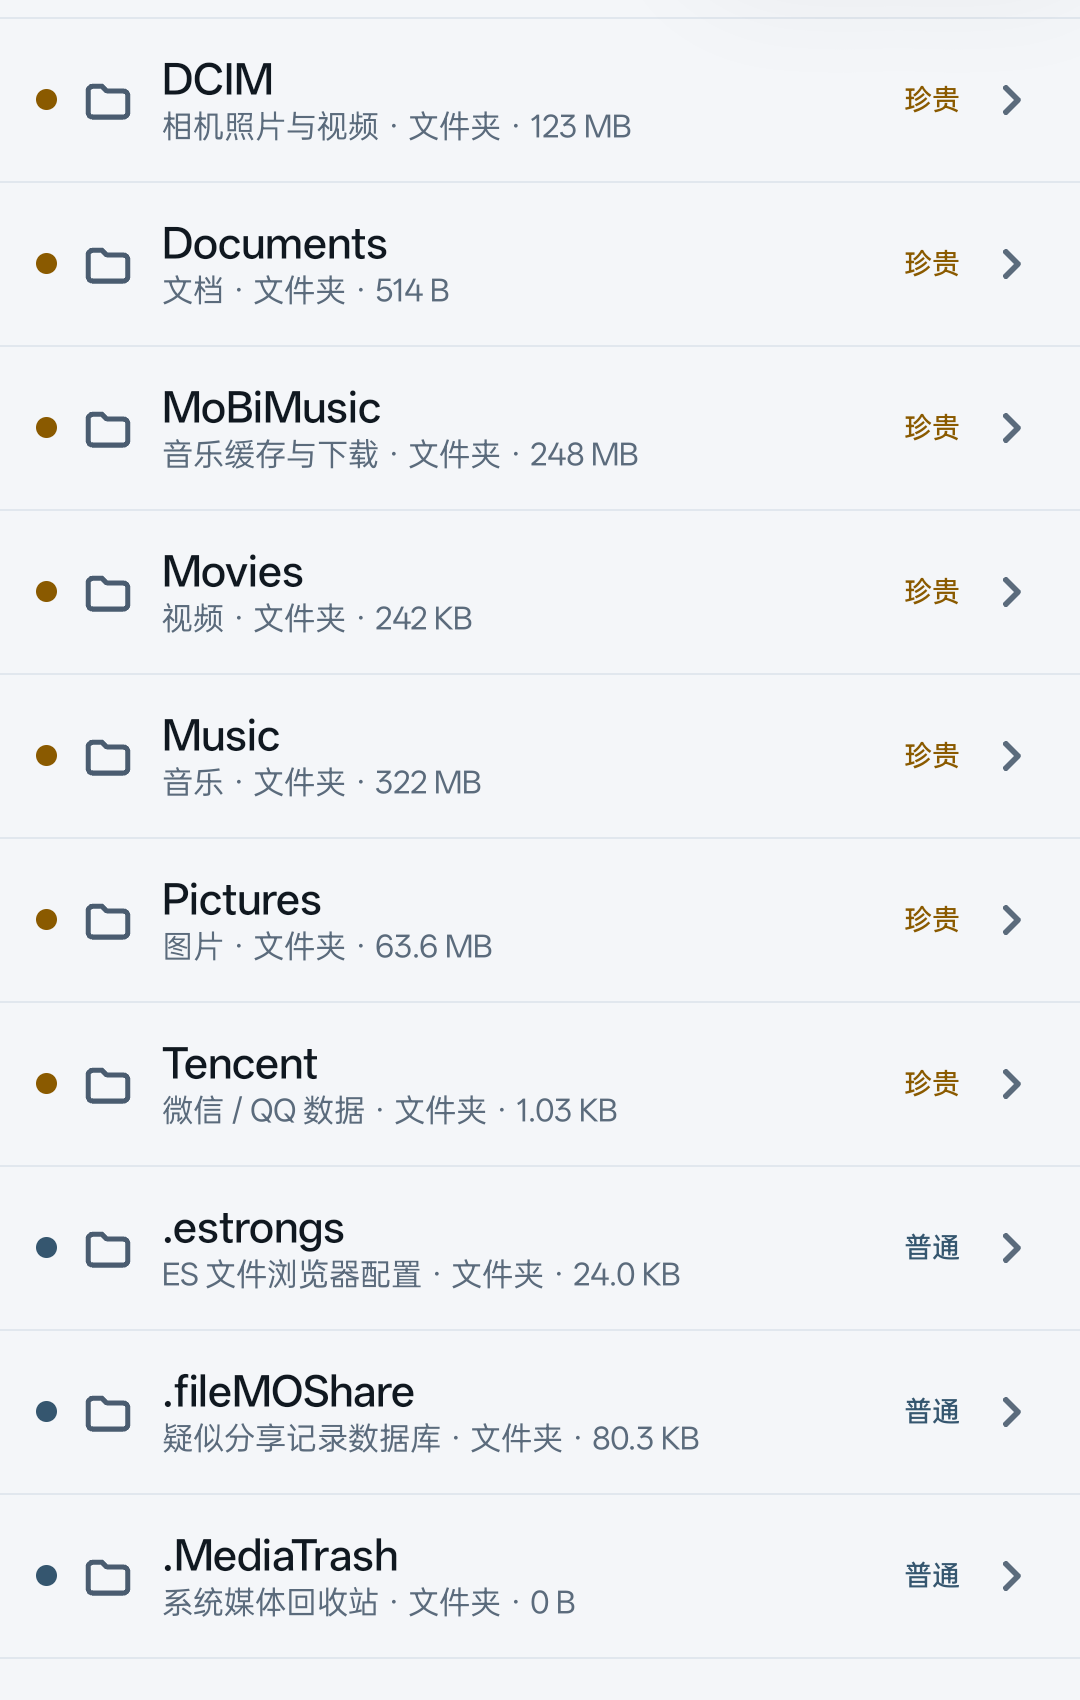 DCIM
相机照片与视频 · 文件夹 · 123 MB
珍贵
Documents
文档 · 文件夹 · 514 B
珍贵
MoBiMusic
音乐缓存与下载 · 文件夹 · 248 MB
珍贵
Movies
视频 · 文件夹 · 242 KB
珍贵
Music
音乐 · 文件夹 · 322 MB
珍贵
Pictures
图片 · 文件夹 · 63.6 MB
珍贵
Tencent
微信 / QQ 数据 · 文件夹 · 1.03 KB
珍贵
.estrongs
ES 文件浏览器配置 · 文件夹 · 24.0 KB
普通
.fileMOShare
疑似分享记录数据库 · 文件夹 · 80.3 KB
普通
.MediaTrash
系统媒体回收站 · 文件夹 · 0 B
普通